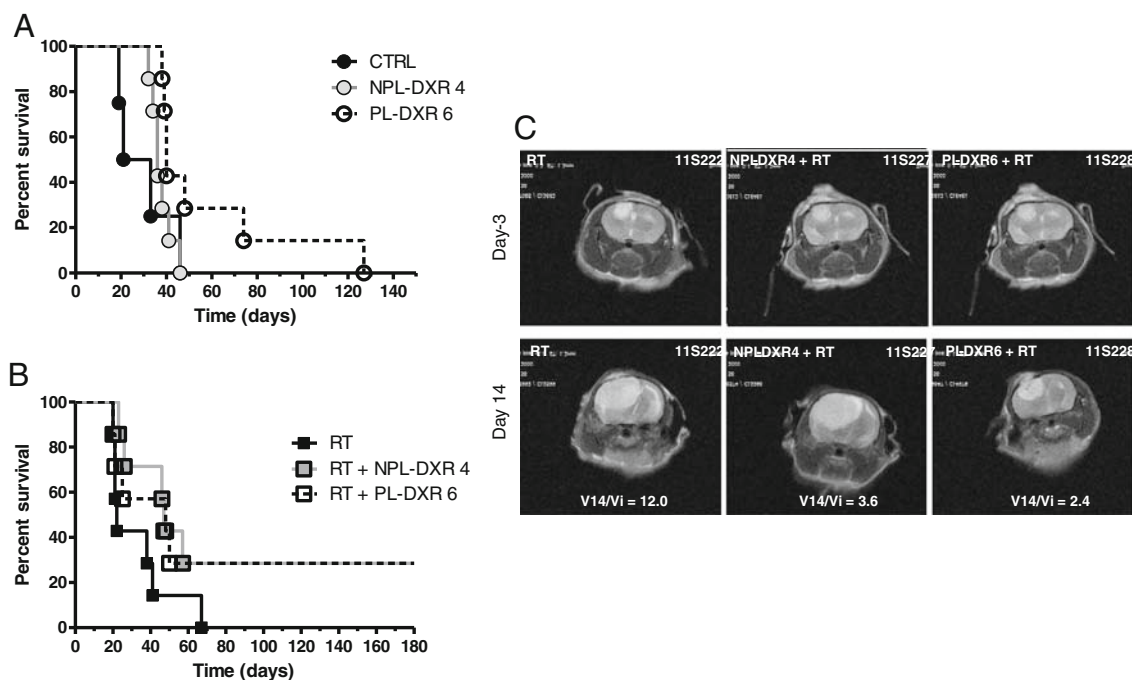 A
100
80
60
40
20
0
Percent survival
0 20 40 60 80 100 120 140
Time (days)
CTRL
NPL-DXR 4
PL-DXR 6
B
100
80
60
40
20
0
Percent survival
0 20 40 60 80 100 120 140 160 180
Time (days)
RT
RT + NPL-DXR 4
RT + PL-DXR 6
C
Day-3
RT 11S222
NPL-DXR4 + RT 11S227
PL-DXR6 + RT 11S228
Day 14
RT 11S222
V14/Vi = 12.0
NPL-DXR4 + RT 11S227
V14/Vi = 3.6
PL-DXR6 + RT 11S228
V14/Vi = 2.4